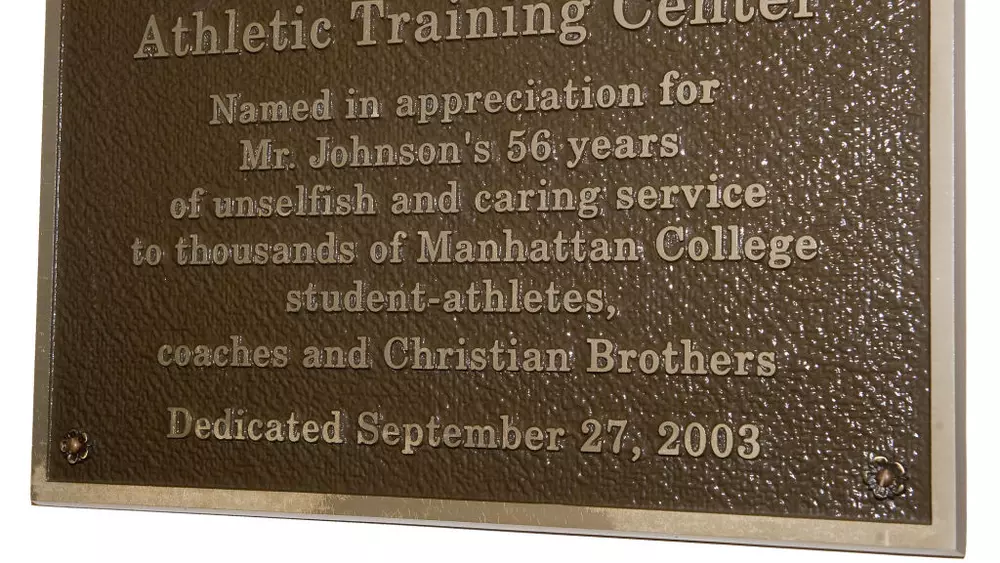 Athletic Training Center
Named in appreciation for
Mr. Johnson's 56 years
of unselfish and caring service
to thousands of Manhattan College
student-athletes,
coaches and Christian Brothers
Dedicated September 27, 2003